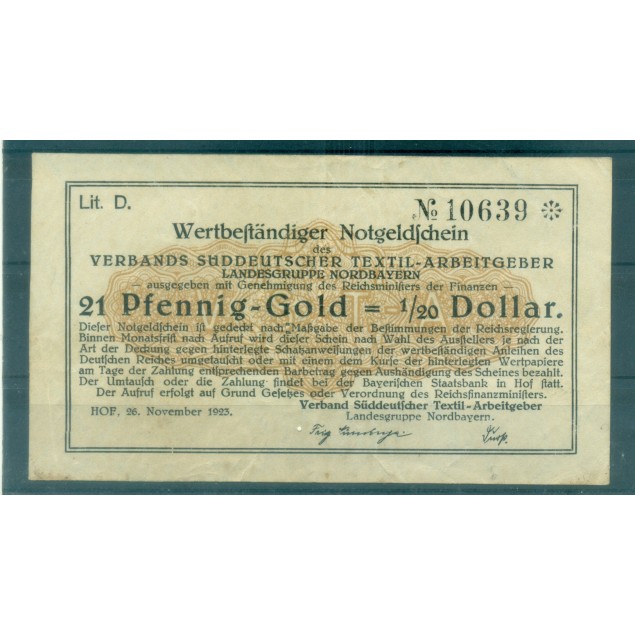 Lit. D.
№ 10639 ✻
Wertbeſtändiger Notgeldſchein
des
VERBANDS SÜDDEUTSCHER TEXTIL-ARBEITGEBER
LANDESGRUPPE NORDBAYERN
— ausgegeben mit Genehmigung des Reichsminiſters der Finanzen —
21 Pfennig-Gold = 1/20 Dollar.
Dieſer Notgeldſchein iſt gedeckt nach Maßgabe der Beſtimmungen der Reichsregierung.
Binnen Monatsfriſt nach Aufruf wird dieſer Schein nach Wahl des Ausſtellers je nach der
Art der Deckung gegen hinterlegte Schatzanweiſungen der wertbeſtändigen Anleihen des
Deutſchen Reiches umgetauſcht oder mit einem dem Kurſe der hinterlegten Wertpapiere
am Tage der Zahlung entſprechenden Barbetrag gegen Aushändigung des Scheines bezahlt.
Der Umtauſch oder die Zahlung findet bei der Bayeriſchen Staatsbank in Hof ſtatt.
Der Aufruf erfolgt auf Grund Geſetzes oder Verordnung des Reichsfinanzminiſters.
HOF, 26. November 1923.
Verband Süddeutſcher Textil-Arbeitgeber
Landesgruppe Nordbayern.